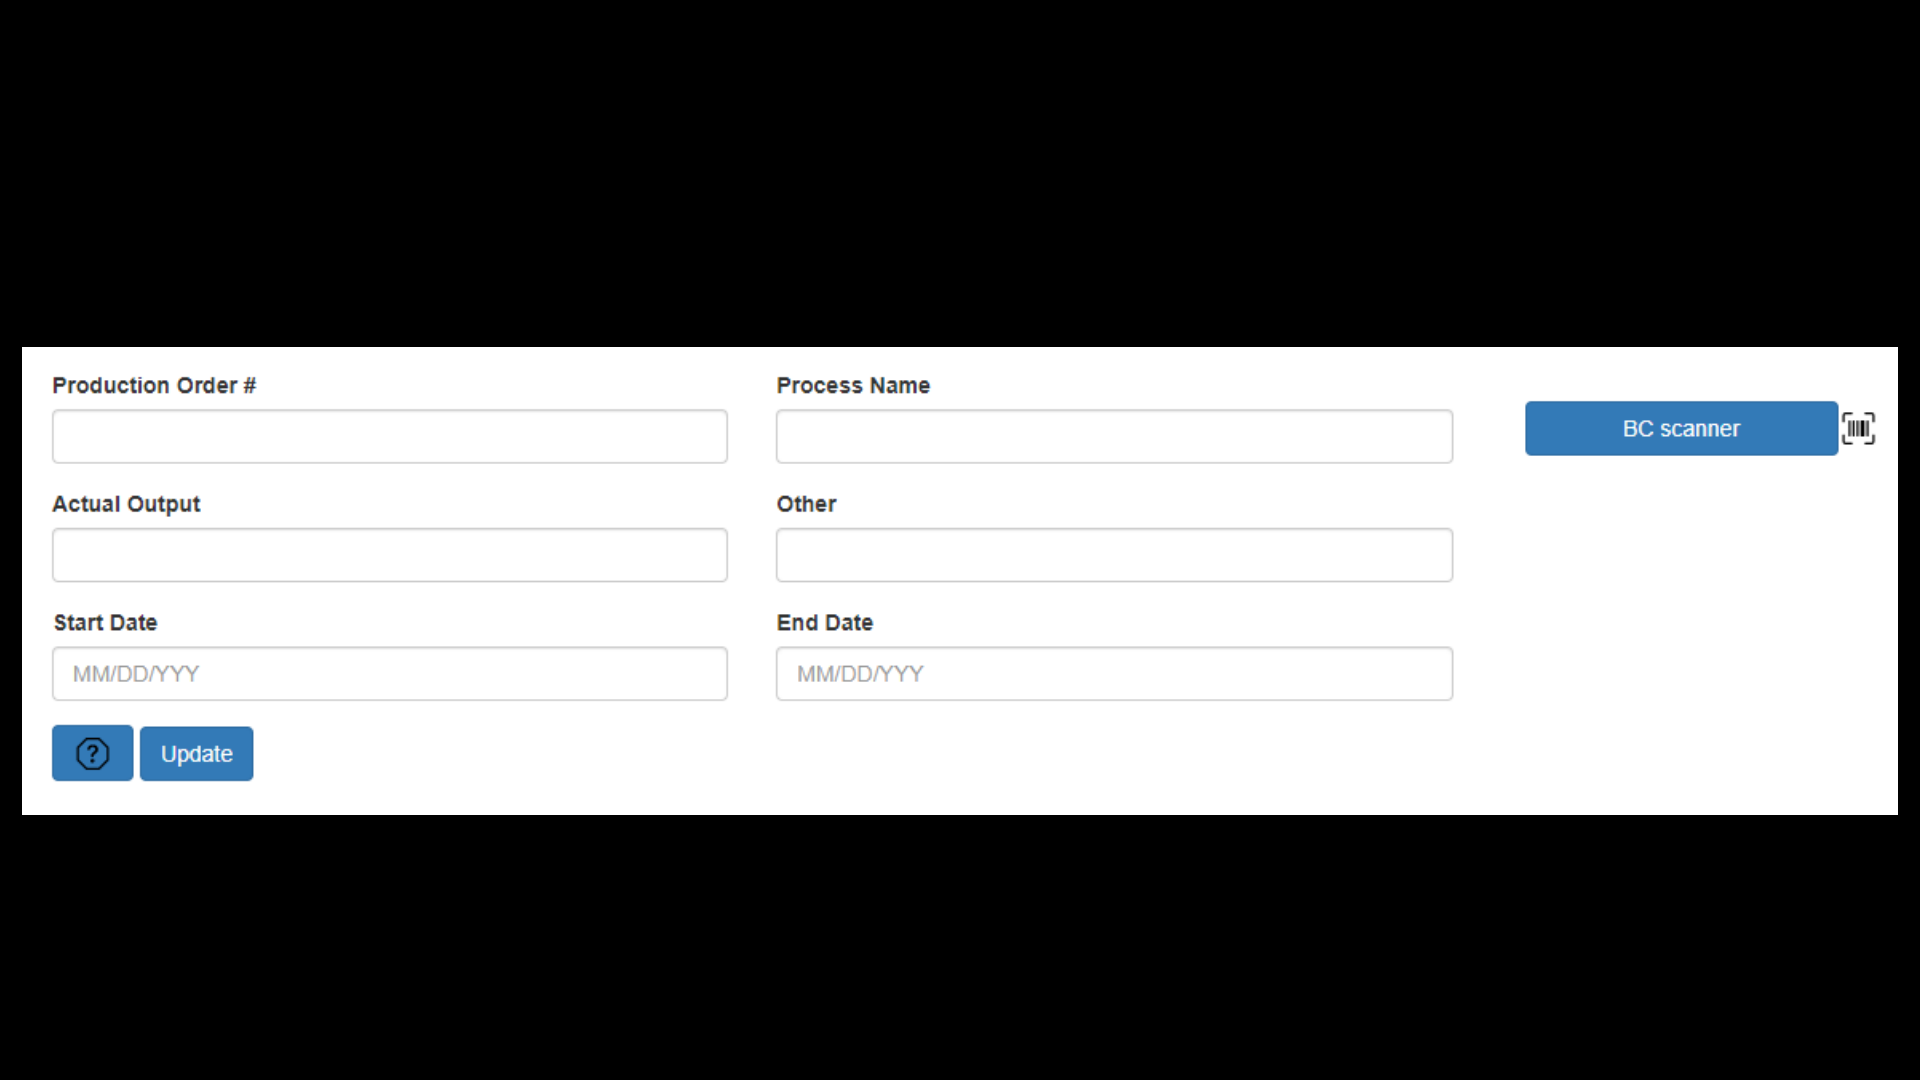 Production Order #
Process Name
BC scanner
Actual Output
Other
Start Date
End Date
MM/DD/YYY
MM/DD/YYY
?
Update